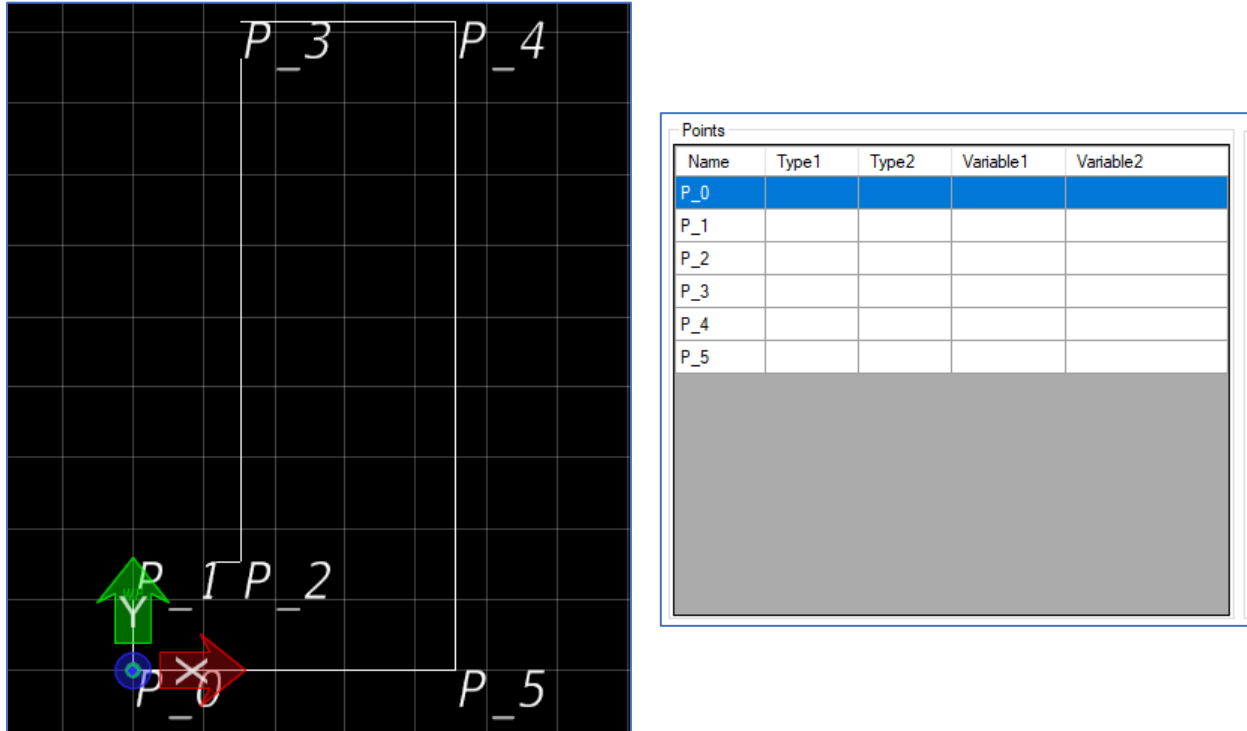 P_3 P_4
P_1 P_2
Y
X
P_0 P_5
Points
Name Type1 Type2 Variable1 Variable2
P_0
P_1
P_2
P_3
P_4
P_5